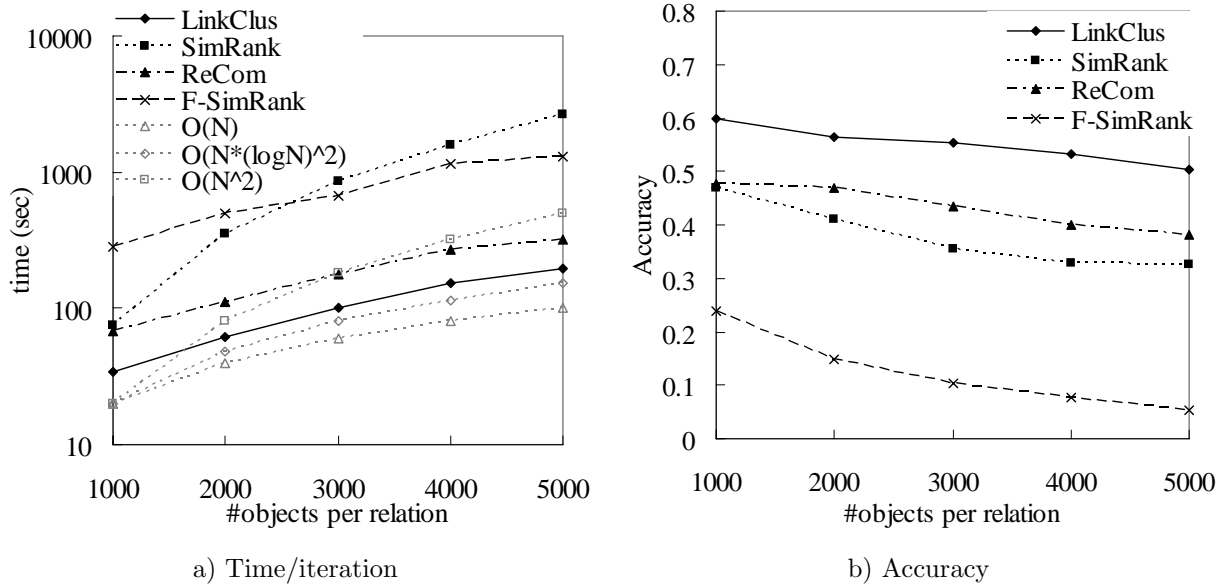 LinkClus
SimRank
ReCom
F-SimRank
O(N)
O(N*(logN)^2)
O(N^2)
10000
1000
100
10
time (sec)
1000 2000 3000 4000 5000
#objects per relation
a) Time/iteration
LinkClus
SimRank
ReCom
F-SimRank
0.8
0.7
0.6
0.5
0.4
0.3
0.2
0.1
0
Accuracy
1000 2000 3000 4000 5000
#objects per relation
b) Accuracy